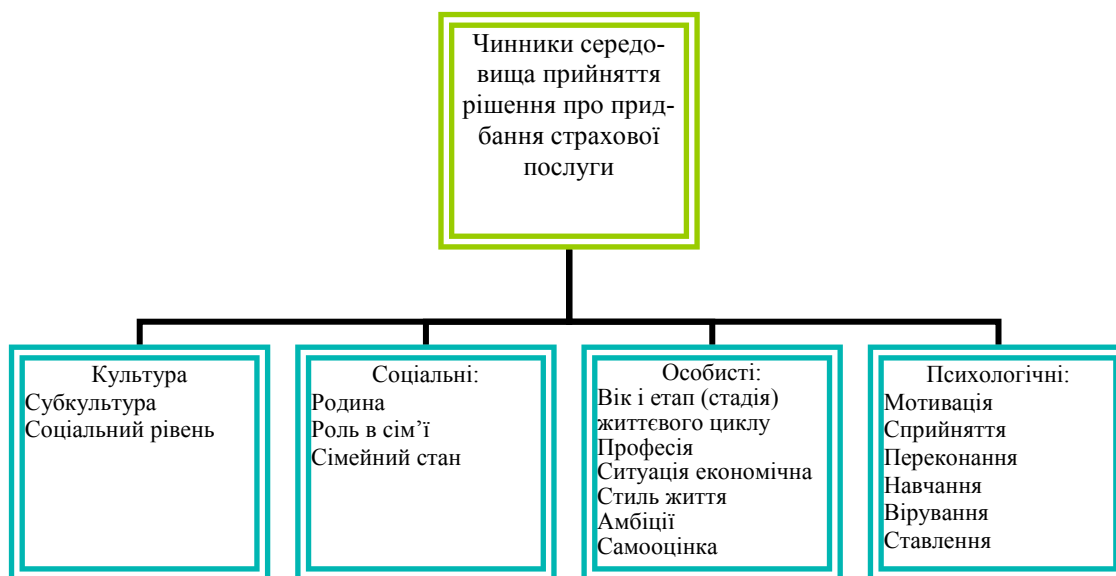 Чинники середо-
вища прийняття
рішення про прид-
бання страхової
послуги
Культура
Субкультура
Соціальний рівень
Соціальні:
Родина
Роль в сім’ї
Сімейний стан
Особисті:
Вік і етап (стадія)
життєвого циклу
Професія
Ситуація економічна
Стиль життя
Амбіції
Самооцінка
Психологічні:
Мотивація
Сприйняття
Переконання
Навчання
Вірування
Ставлення